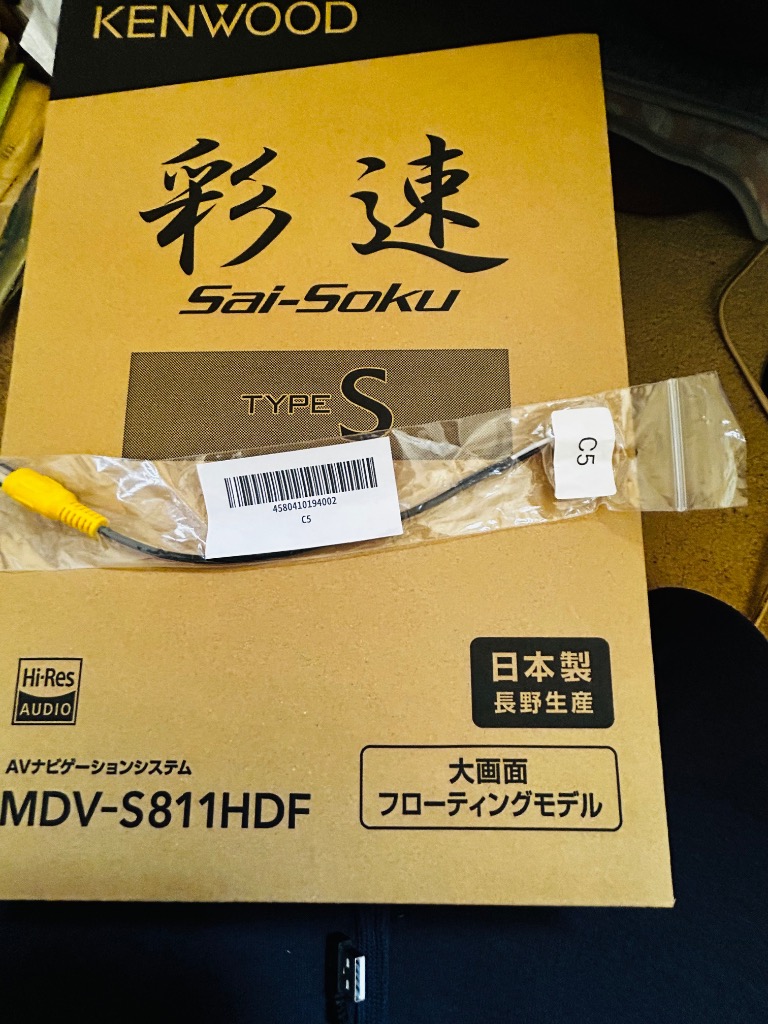 KENWOOD
彩速
Sai-Soku
TYPE S
C5
4580410194002
C5
Hi-Res
AUDIO
日本製
長野生産
AVナビゲーションシステム
MDV-S811HDF
大画面
フローティングモデル